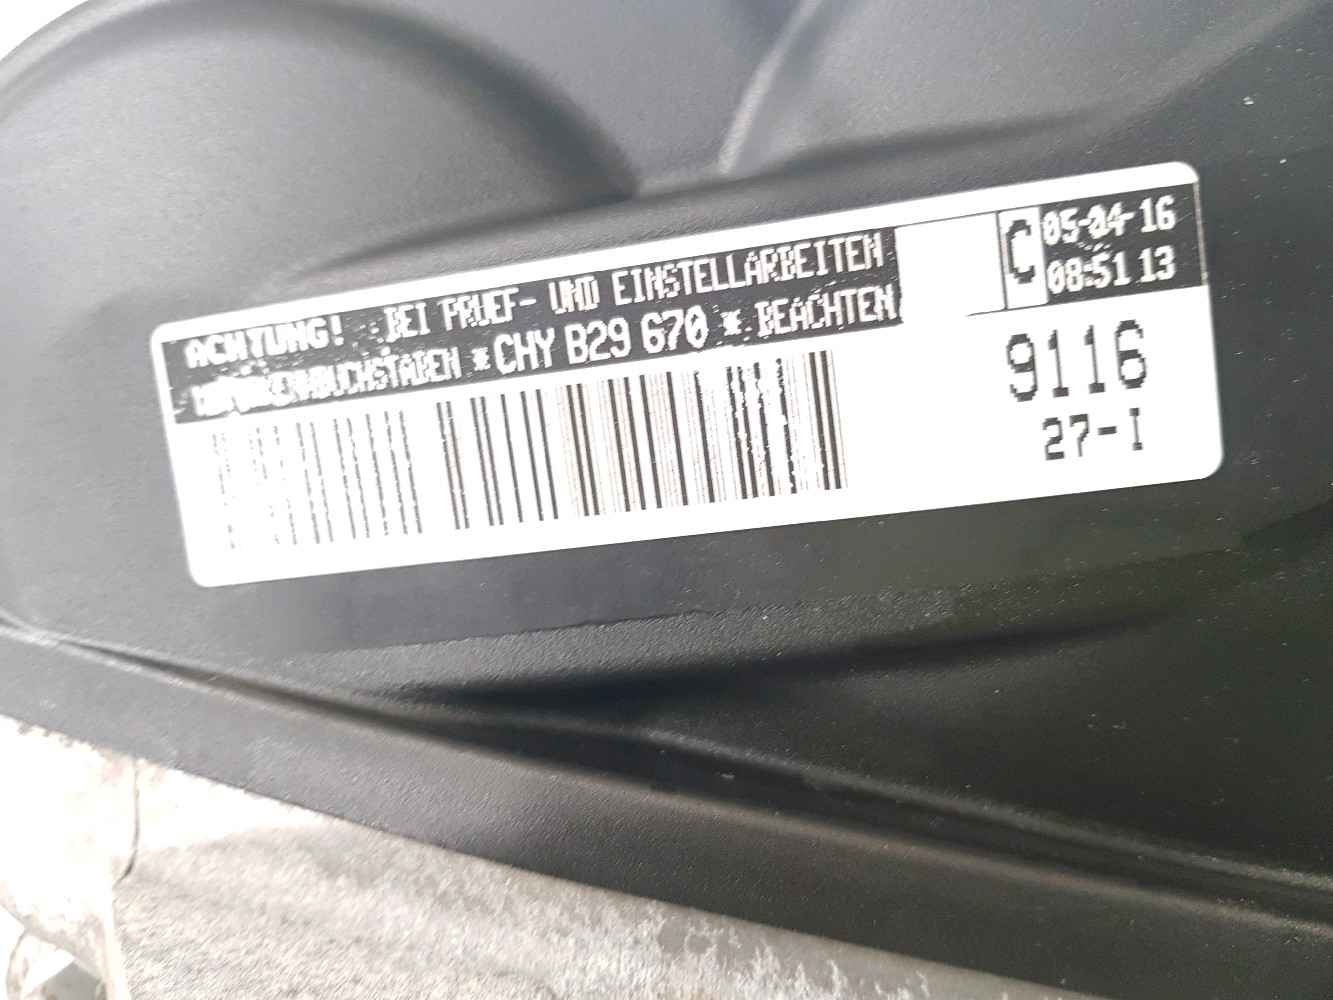 ACHTUNG! BEI PRUEF- UND EINSTELLARBEITEN
*CHY B29 670 * BEACHTEN
C
05-04-16
08:51 13
9116
27-I